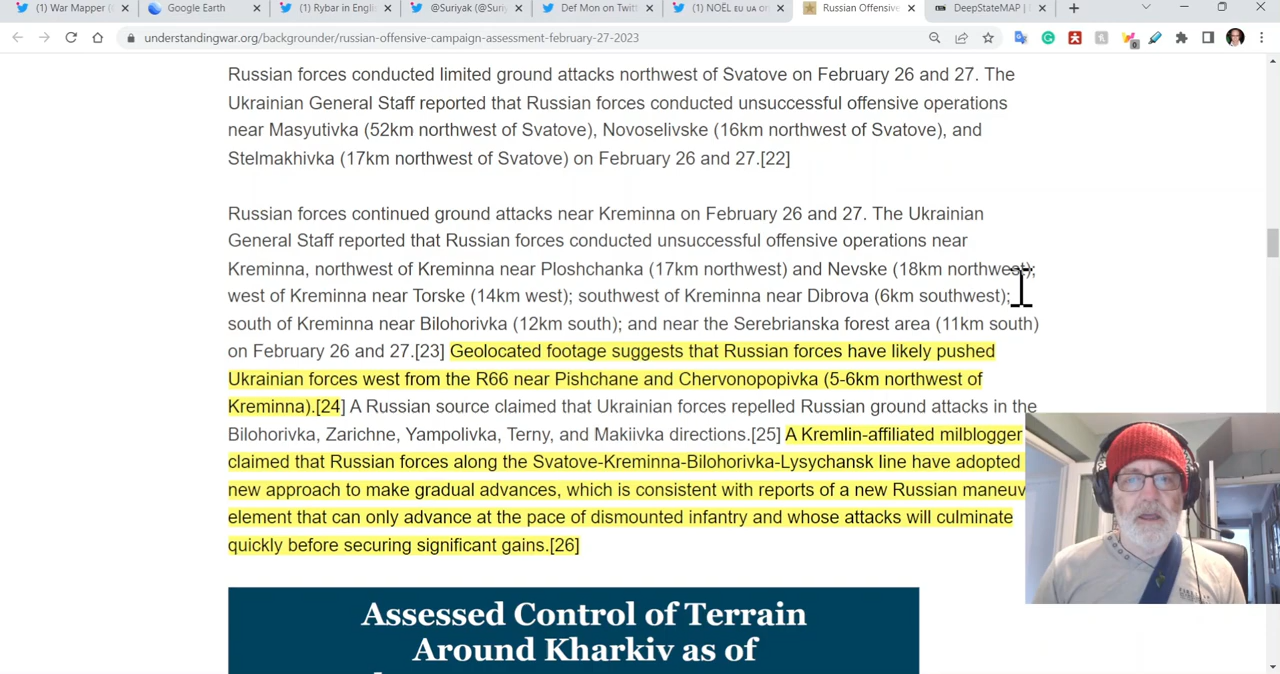 (1) War Mapper (
Google Earth
(1) Rybar in Engli
@Suriyak (@Suriy
Def Mon on Twitt
(1) NOËL EU UA on
Russian Offensive
DeepStateMAP |
understandingwar.org/backgrounder/russian-offensive-campaign-assessment-february-27-2023
Russian forces conducted limited ground attacks northwest of Svatove on February 26 and 27. The
Ukrainian General Staff reported that Russian forces conducted unsuccessful offensive operations
near Masyutivka (52km northwest of Svatove), Novoselivske (16km northwest of Svatove), and
Stelmakhivka (17km northwest of Svatove) on February 26 and 27.[22]
Russian forces continued ground attacks near Kreminna on February 26 and 27. The Ukrainian
General Staff reported that Russian forces conducted unsuccessful offensive operations near
Kreminna, northwest of Kreminna near Ploshchanka (17km northwest) and Nevske (18km northwest);
west of Kreminna near Torske (14km west); southwest of Kreminna near Dibrova (6km southwest);
south of Kreminna near Bilohorivka (12km south); and near the Serebrianska forest area (11km south)
on February 26 and 27.[23] Geolocated footage suggests that Russian forces have likely pushed
Ukrainian forces west from the R66 near Pishchane and Chervonopopivka (5-6km northwest of
Kreminna).[24] A Russian source claimed that Ukrainian forces repelled Russian ground attacks in the
Bilohorivka, Zarichne, Yampolivka, Terny, and Makiivka directions.[25] A Kremlin-affiliated milblogger
claimed that Russian forces along the Svatove-Kreminna-Bilohorivka-Lysychansk line have adopted
new approach to make gradual advances, which is consistent with reports of a new Russian maneuv
element that can only advance at the pace of dismounted infantry and whose attacks will culminate
quickly before securing significant gains.[26]
Assessed Control of Terrain
Around Kharkiv as of